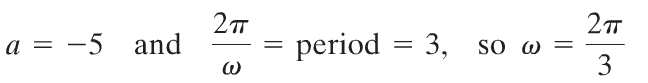 a = −5 and 2π/ω = period = 3, so ω = 2π/3